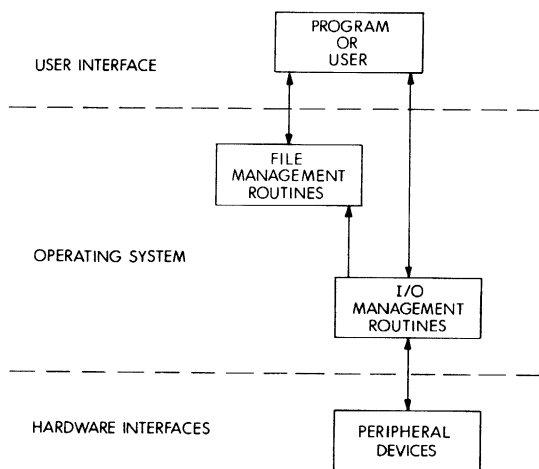 PROGRAM
OR
USER
USER INTERFACE
FILE
MANAGEMENT
ROUTINES
OPERATING SYSTEM
I/O
MANAGEMENT
ROUTINES
HARDWARE INTERFACES
PERIPHERAL
DEVICES